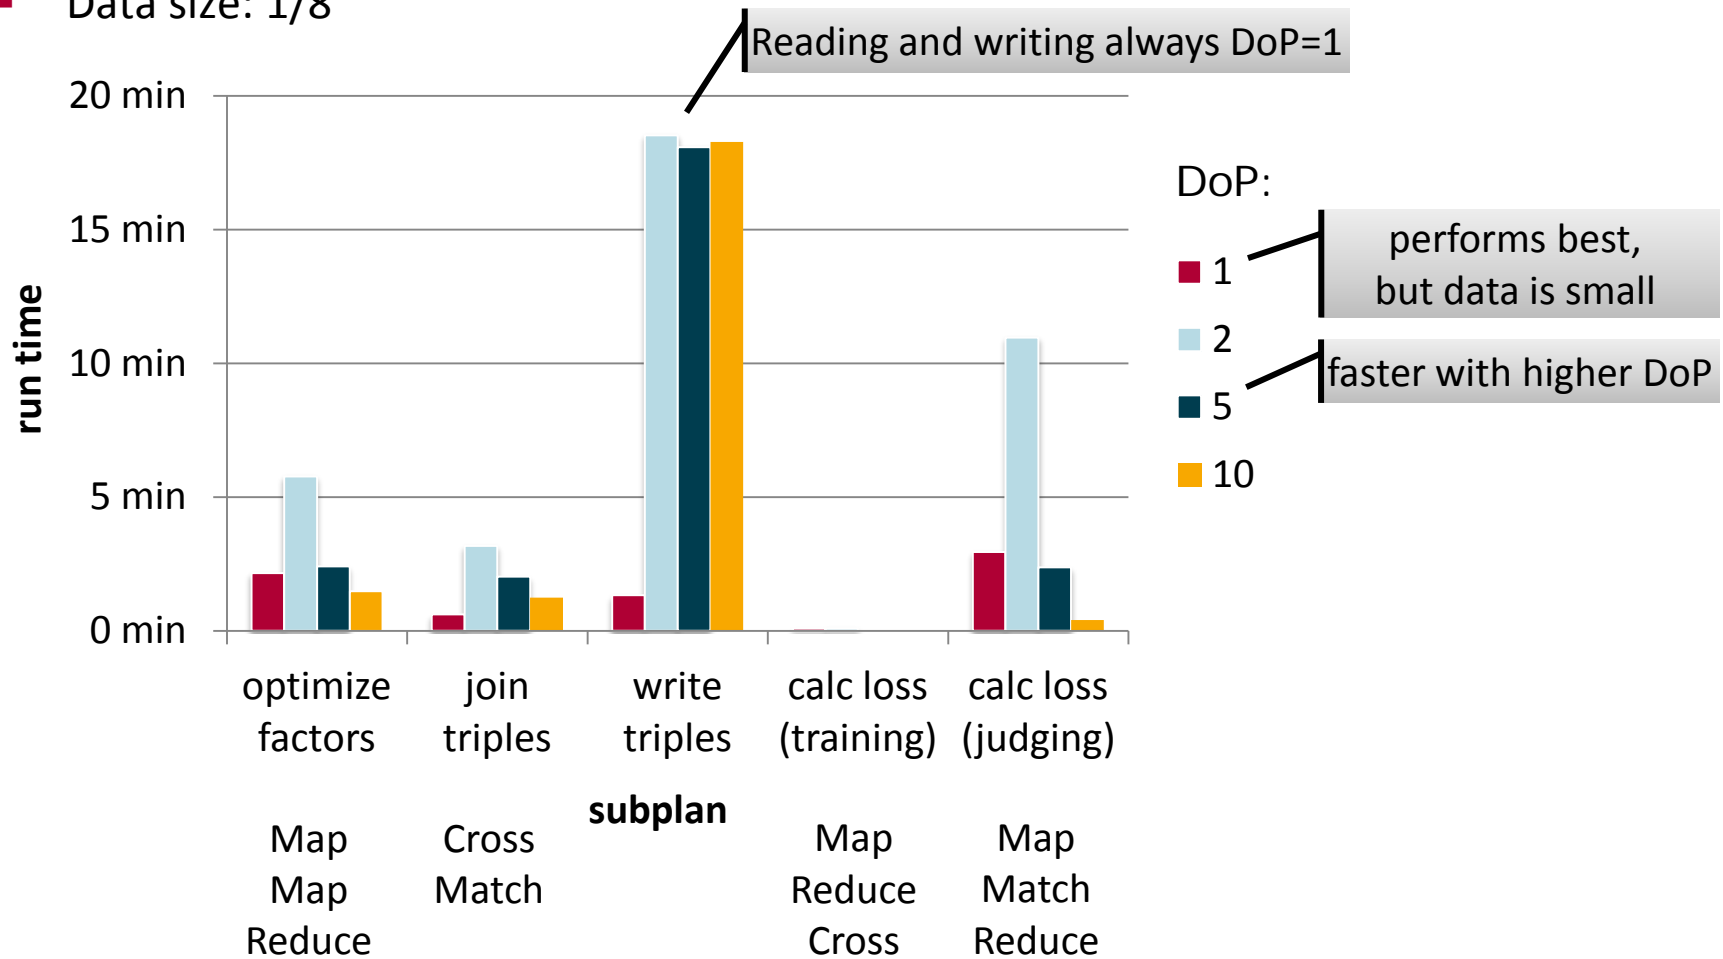 Data size: 1/8
Reading and writing always DoP=1
20 min
15 min
10 min
5 min
0 min
run time
DoP:
1
performs best,
but data is small
2
faster with higher DoP
5
10
optimize
factors
join
triples
write
triples
calc loss
(training)
calc loss
(judging)
subplan
Map
Map
Reduce
Cross
Match
Map
Reduce
Cross
Map
Match
Reduce